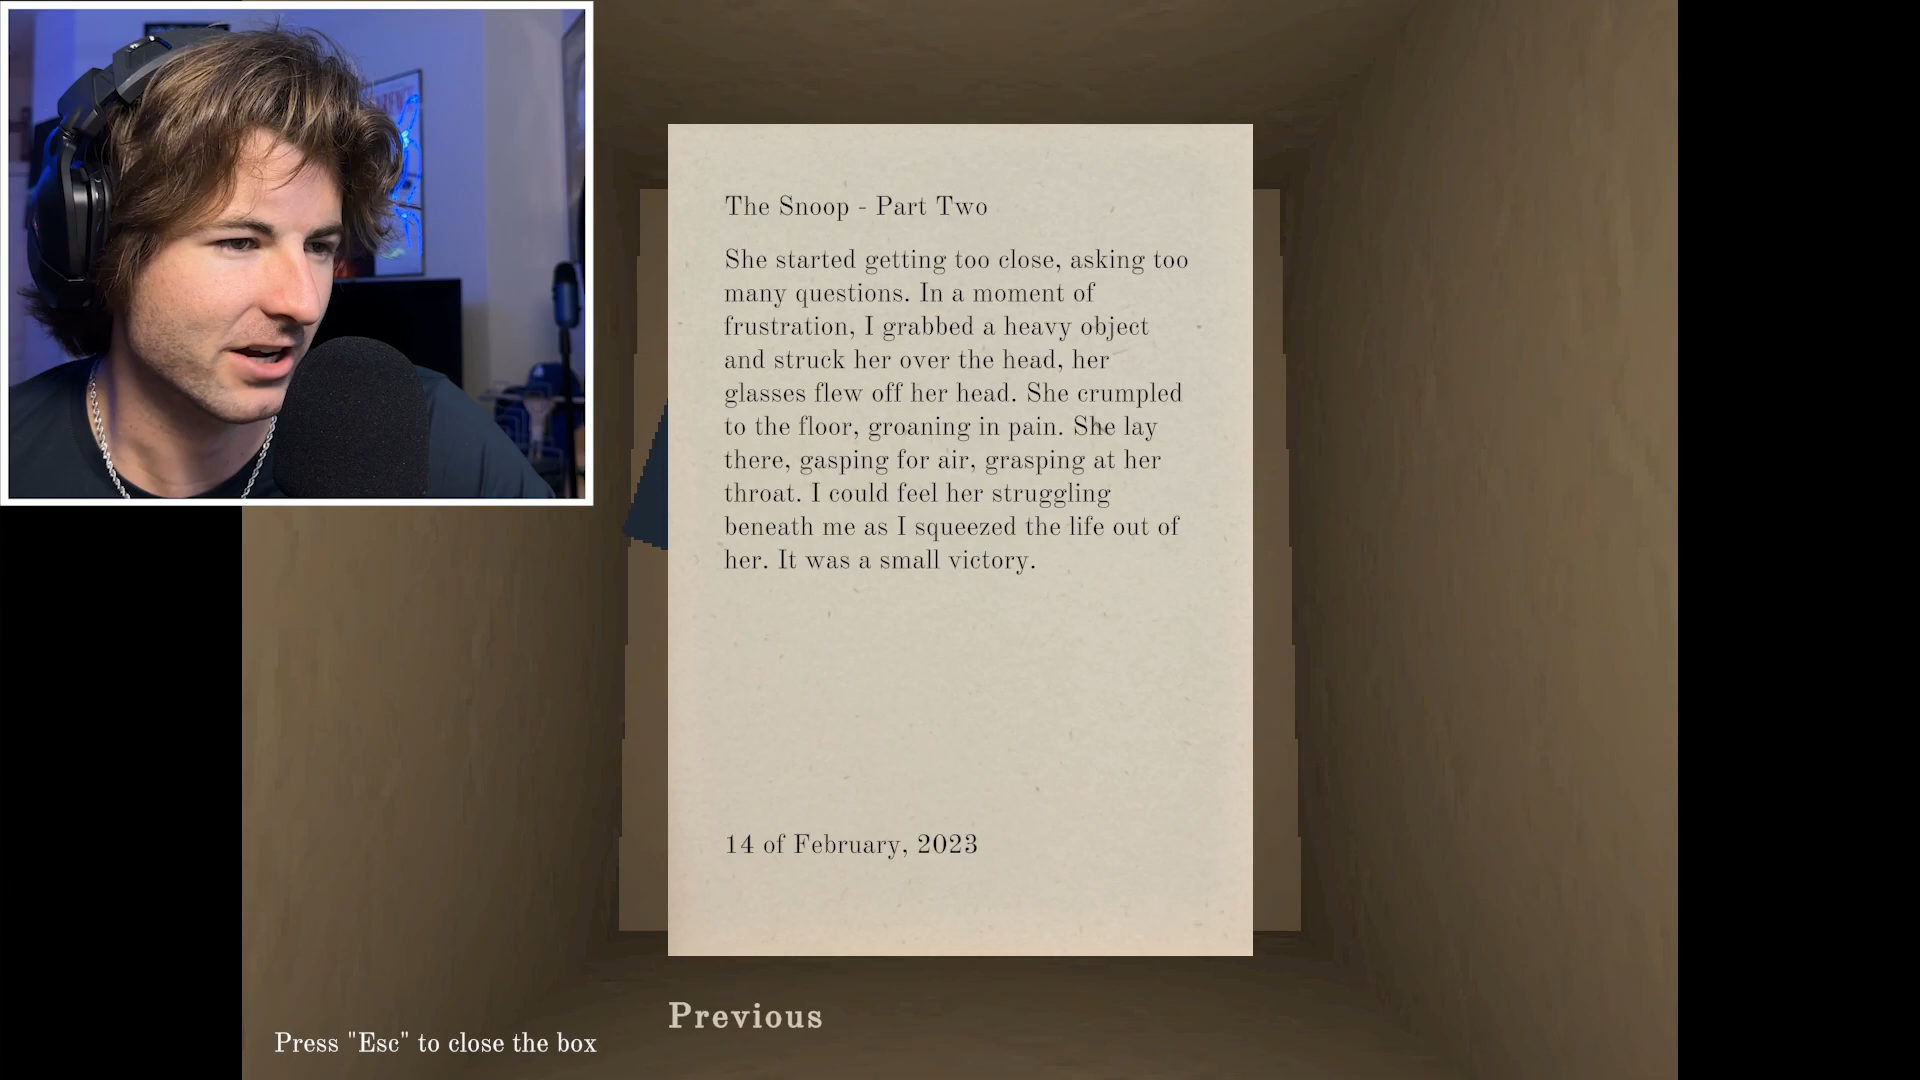 The Snoop - Part Two
She started getting too close, asking too
many questions. In a moment of
frustration, I grabbed a heavy object
and struck her over the head, her
glasses flew off her head. She crumpled
to the floor, groaning in pain. She lay
there, gasping for air, grasping at her
throat. I could feel her struggling
beneath me as I squeezed the life out of
her. It was a small victory.
14 of February, 2023
Previous
Press "Esc" to close the box